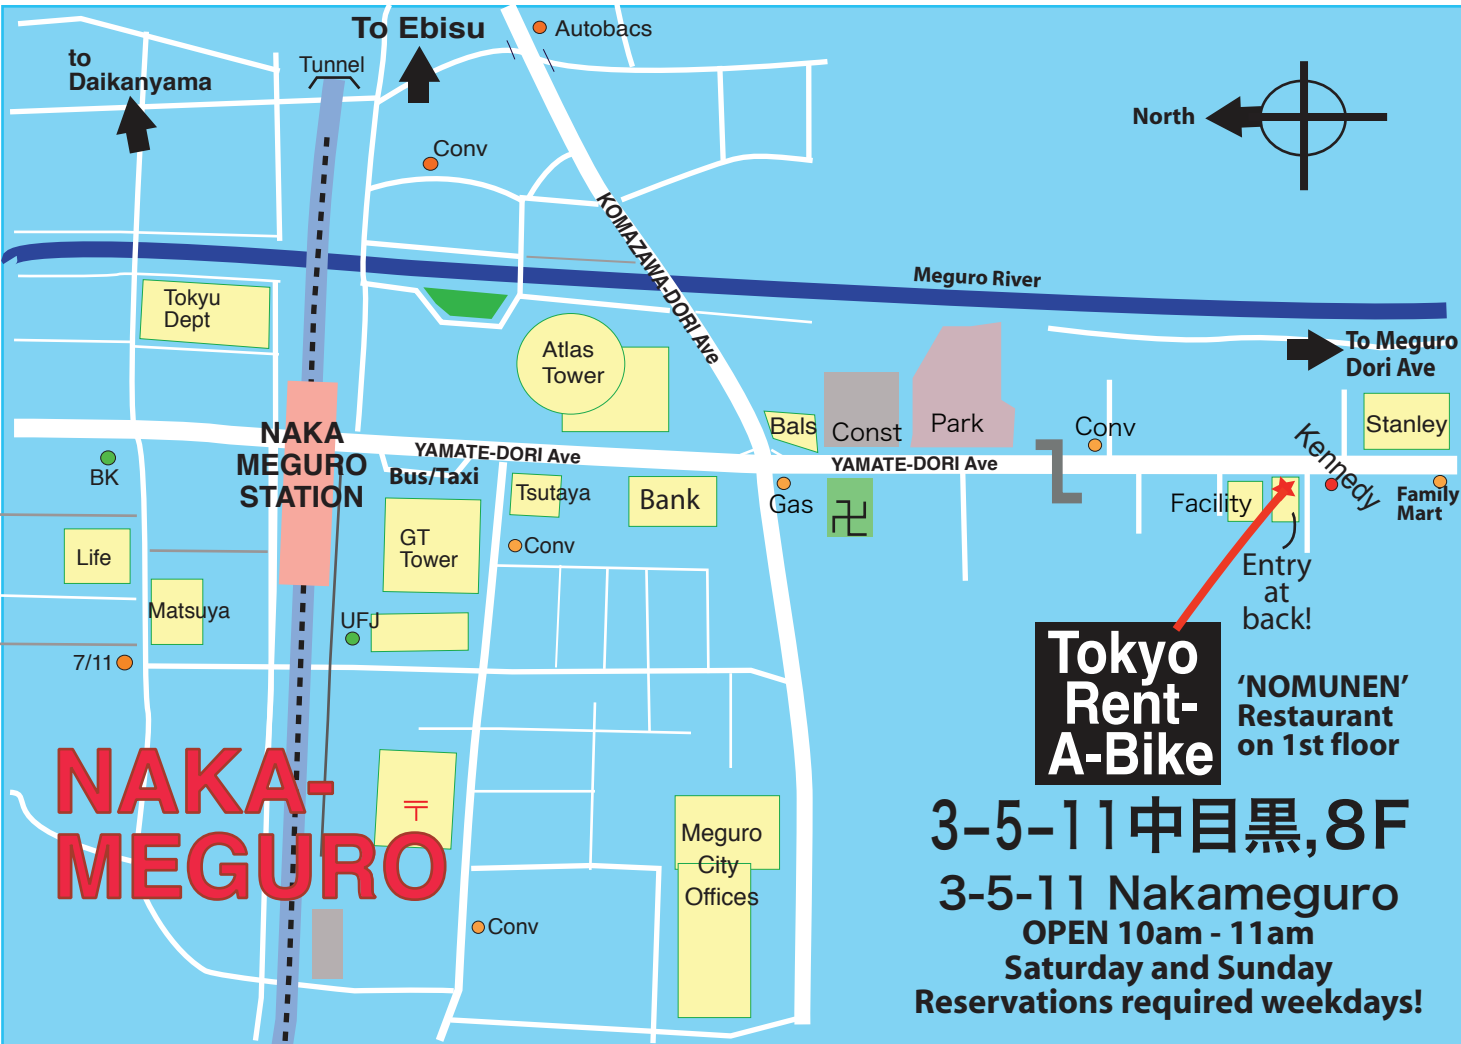 To Ebisu
Autobacs
to
Daikanyama
Tunnel
North
Conv
KOMAZAWA-DORI Ave
Meguro River
Tokyu
Dept
Atlas
Tower
To Meguro
Dori Ave
NAKA
MEGURO
STATION
YAMATE-DORI Ave
Bus/Taxi
Bals
Const
Park
Conv
YAMATE-DORI Ave
Kennedy
Stanley
BK
Tsutaya
Bank
Gas
卍
Facility
Family
Mart
GT
Tower
Conv
Life
Entry
at
back!
Matsuya
UFJ
7/11
Tokyo
Rent-
A-Bike
'NOMUNEN'
Restaurant
on 1st floor
NAKA-
MEGURO
〒
Meguro
City
Offices
Conv
3-5-11中目黒,8F
3-5-11 Nakameguro
OPEN 10am - 11am
Saturday and Sunday
Reservations required weekdays!